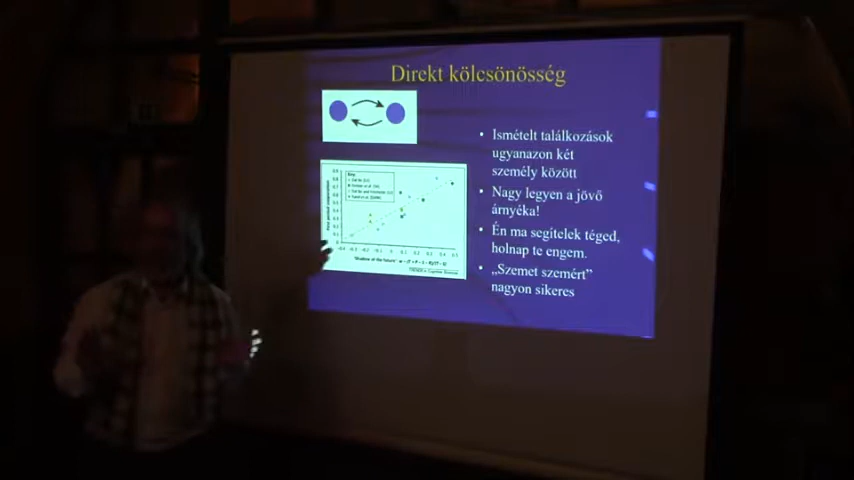 Direkt kölcsönösség
• Ismételt találkozások
ugyanazon két
személy között
• Nagy legyen a jövő
árnyéka!
• Én ma segítelek téged,
holnap te engem.
• „Szemet szemért”
nagyon sikeres